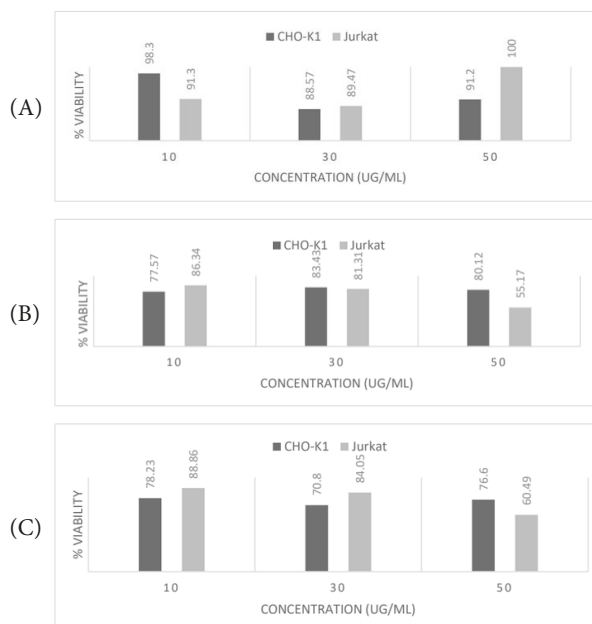 (A)
CHO-K1 Jurkat
% VIABILITY
98.3
91.3
88.57
89.47
91.2
100
10 30 50
CONCENTRATION (UG/ML)
(B)
CHO-K1 Jurkat
% VIABILITY
77.57
86.34
83.43
81.31
80.12
55.17
10 30 50
CONCENTRATION (UG/ML)
(C)
CHO-K1 Jurkat
% VIABILITY
78.23
88.86
70.8
84.05
76.6
60.49
10 30 50
CONCENTRATION (UG/ML)